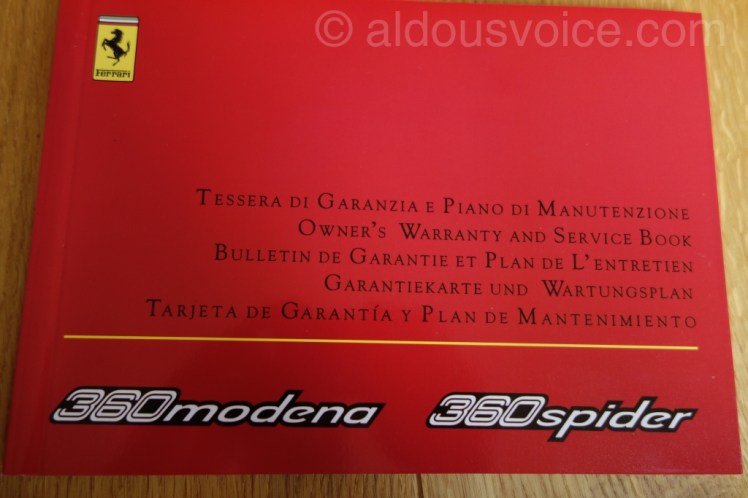 © aldousvoice.com
Ferrari
Tessera di Garanzia e Piano di Manutenzione
Owner's Warranty and Service Book
Bulletin de Garantie et Plan de L'entretien
Garantiekarte und Wartungsplan
Tarjeta de Garantía y Plan de Mantenimiento
360modena 360spider